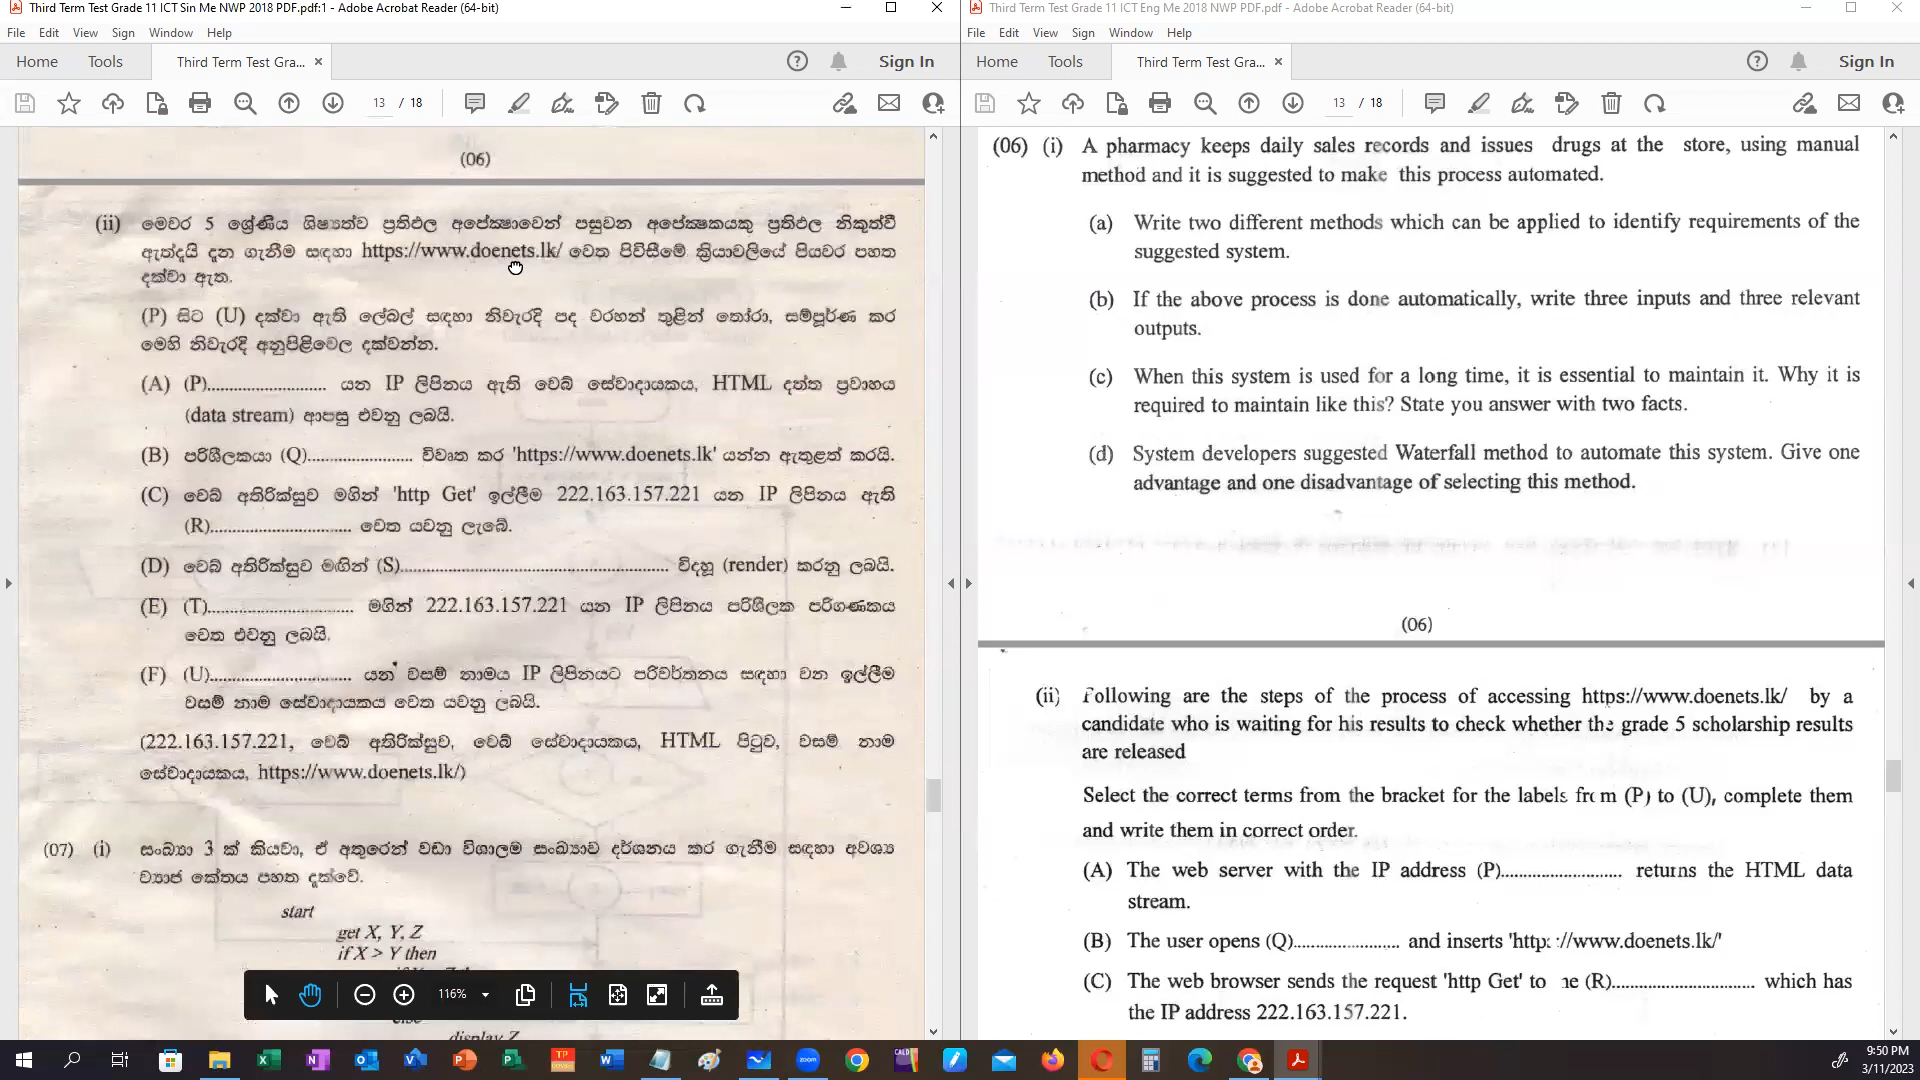 Third Term Test Grade 11 ICT Sin Me NWP 2018 PDF.pdf:1 - Adobe Acrobat Reader (64-bit)
File Edit View Sign Window Help
Home Tools Third Term Test Gra... × Sign In
13 / 18
(06)
(ii) මෙවර 5 ශ්‍රේණිය ශිෂ්‍යත්ව ප්‍රතිඵල අපේක්ෂාවෙන් පසුවන අපේක්ෂකයකු ප්‍රතිඵල නිකුත්වී
ඇත්දැයි දැන ගැනීම සඳහා https://www.doenets.lk/ වෙත පිවිසීමේ ක්‍රියාවලියේ පියවර පහත
දක්වා ඇත.
(P) සිට (U) දක්වා ඇති ලේබල් සඳහා නිවැරදි පද වරහන් තුළින් තෝරා, සම්පූර්ණ කර
මෙහි නිවැරදි අනුපිළිවෙල දක්වන්න.
(A) (P).......................... යන IP ලිපිනය ඇති වෙබ් සේවාදායකය, HTML දත්ත ප්‍රවාහය
(data stream) ආපසු එවනු ලබයි.
(B) පරිශීලකයා (Q)....................... විවෘත කර 'https://www.doenets.lk' යන්න ඇතුළත් කරයි.
(C) වෙබ් අතිරික්සුව මගින් 'http Get' ඉල්ලීම 222.163.157.221 යන IP ලිපිනය ඇති
(R).............................. වෙත යවනු ලැබේ.
(D) වෙබ් අතිරික්සුව මඟින් (S).......................................................... විදහූ (render) කරනු ලබයි.
(E) (T)............................... මගින් 222.163.157.221 යන IP ලිපිනය පරිශීලක පරිගණකය
වෙත එවනු ලබයි.
(F) (U).............................. යන වසම් නාමය IP ලිපිනයට පරිවර්තනය සඳහා වන ඉල්ලීම
වසම් නාම සේවාදායකය වෙත යවනු ලබයි.
(222.163.157.221, වෙබ් අතිරික්සුව, වෙබ් සේවාදායකය, HTML පිටුව, වසම් නාම
සේවාදායකය, https://www.doenets.lk/)
(07) (i) සංඛ්‍යා 3 ක් කියවා, ඒ අතුරෙන් වඩා විශාලම සංඛ්‍යාව දර්ශනය කර ගැනීම සඳහා අවශ්‍ය
ව්‍යාජ කේතය පහත දැක්වේ.
start
get X, Y, Z
if X > Y then
else
display Z
116%
Third Term Test Grade 11 ICT Eng Me 2018 NWP PDF.pdf - Adobe Acrobat Reader (64-bit)
File Edit View Sign Window Help
Home Tools Third Term Test Gra... × Sign In
13 / 18
(06) (i) A pharmacy keeps daily sales records and issues drugs at the store, using manual
method and it is suggested to make this process automated.
(a) Write two different methods which can be applied to identify requirements of the
suggested system.
(b) If the above process is done automatically, write three inputs and three relevant
outputs.
(c) When this system is used for a long time, it is essential to maintain it. Why it is
required to maintain like this? State you answer with two facts.
(d) System developers suggested Waterfall method to automate this system. Give one
advantage and one disadvantage of selecting this method.
(06)
(ii) Following are the steps of the process of accessing https://www.doenets.lk/ by a
candidate who is waiting for his results to check whether the grade 5 scholarship results
are released
Select the correct terms from the bracket for the labels from (P) to (U), complete them
and write them in correct order.
(A) The web server with the IP address (P).......................... returns the HTML data
stream.
(B) The user opens (Q)....................... and inserts 'http://www.doenets.lk/'
(C) The web browser sends the request 'http Get' to the (R)............................... which has
the IP address 222.163.157.221.
9:50 PM
3/11/2023